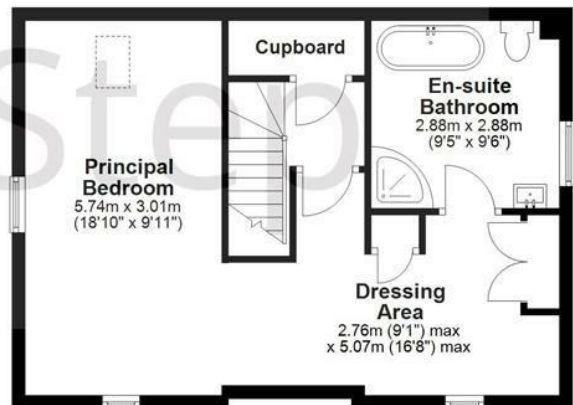 Step
Cupboard
En-suite
Bathroom
2.88m x 2.88m
(9'5" x 9'6")
Principal
Bedroom
5.74m x 3.01m
(18'10" x 9'11")
Dressing
Area
2.76m (9'1") max
x 5.07m (16'8") max